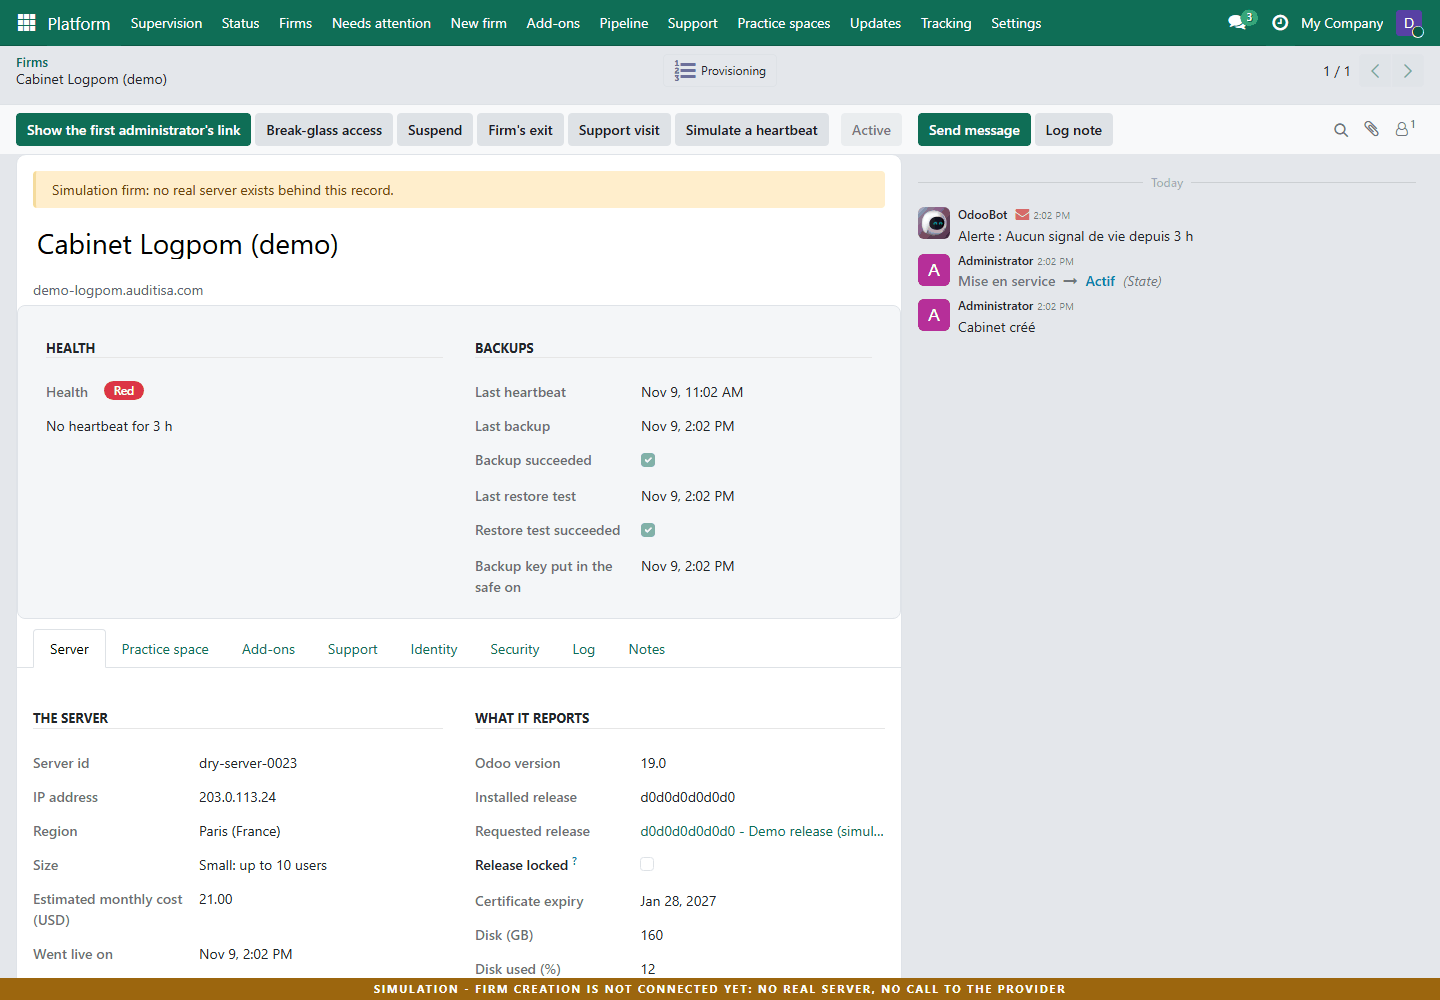 Platform Supervision Status Firms Needs attention New firm Add-ons Pipeline Support Practice spaces Updates Tracking Settings 3 My Company D
Firms
Cabinet Logpom (demo)
Provisioning
1 / 1
Show the first administrator's link Break-glass access Suspend Firm's exit Support visit Simulate a heartbeat Active Send message Log note 1
Simulation firm: no real server exists behind this record.
Cabinet Logpom (demo)
demo-logpom.auditisa.com
HEALTH
Health Red
No heartbeat for 3 h
BACKUPS
Last heartbeat Nov 9, 11:02 AM
Last backup Nov 9, 2:02 PM
Backup succeeded
Last restore test Nov 9, 2:02 PM
Restore test succeeded
Backup key put in the safe on Nov 9, 2:02 PM
Server Practice space Add-ons Support Identity Security Log Notes
THE SERVER
Server id dry-server-0023
IP address 203.0.113.24
Region Paris (France)
Size Small: up to 10 users
Estimated monthly cost (USD) 21.00
Went live on Nov 9, 2:02 PM
WHAT IT REPORTS
Odoo version 19.0
Installed release d0d0d0d0d0d0
Requested release d0d0d0d0d0d0 - Demo release (simul...
Release locked ?
Certificate expiry Jan 28, 2027
Disk (GB) 160
Disk used (%) 12
Today
OdooBot 2:02 PM
Alerte : Aucun signal de vie depuis 3 h
A
Administrator 2:02 PM
Mise en service → Actif (State)
A
Administrator 2:02 PM
Cabinet créé
SIMULATION - FIRM CREATION IS NOT CONNECTED YET: NO REAL SERVER, NO CALL TO THE PROVIDER